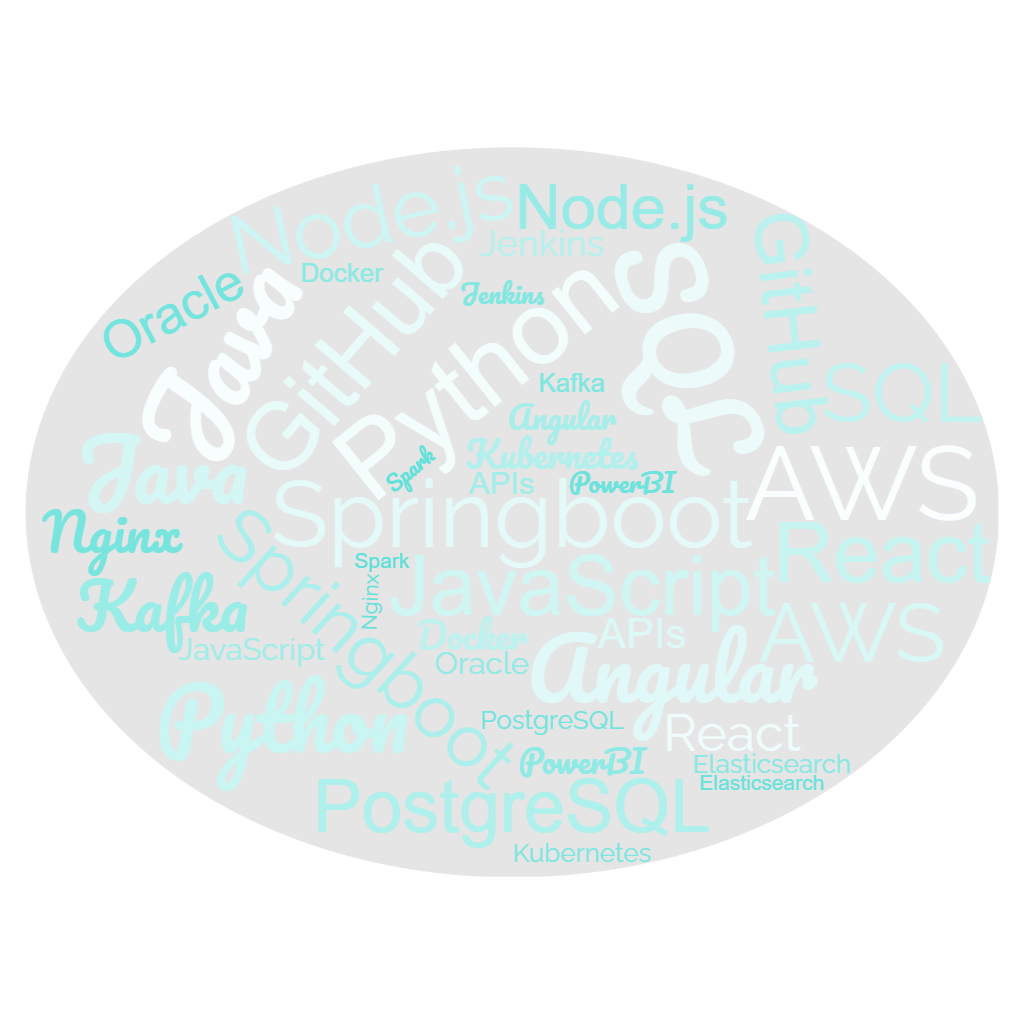 Node.js
Node.js
GitHub
Jenkins
Oracle
Docker
Java
GitHub
Jenkins
Python
SQL
Kafka
SQL
Angular
Java
Kubernetes
Spark
APIs
PowerBI
AWS
Springboot
Nginx
React
Springboot
Spark
JavaScript
Nginx
Kafka
Docker
APIs
AWS
JavaScript
Oracle
Angular
Python
PostgreSQL
React
PowerBI
Elasticsearch
Elasticsearch
PostgreSQL
Kubernetes